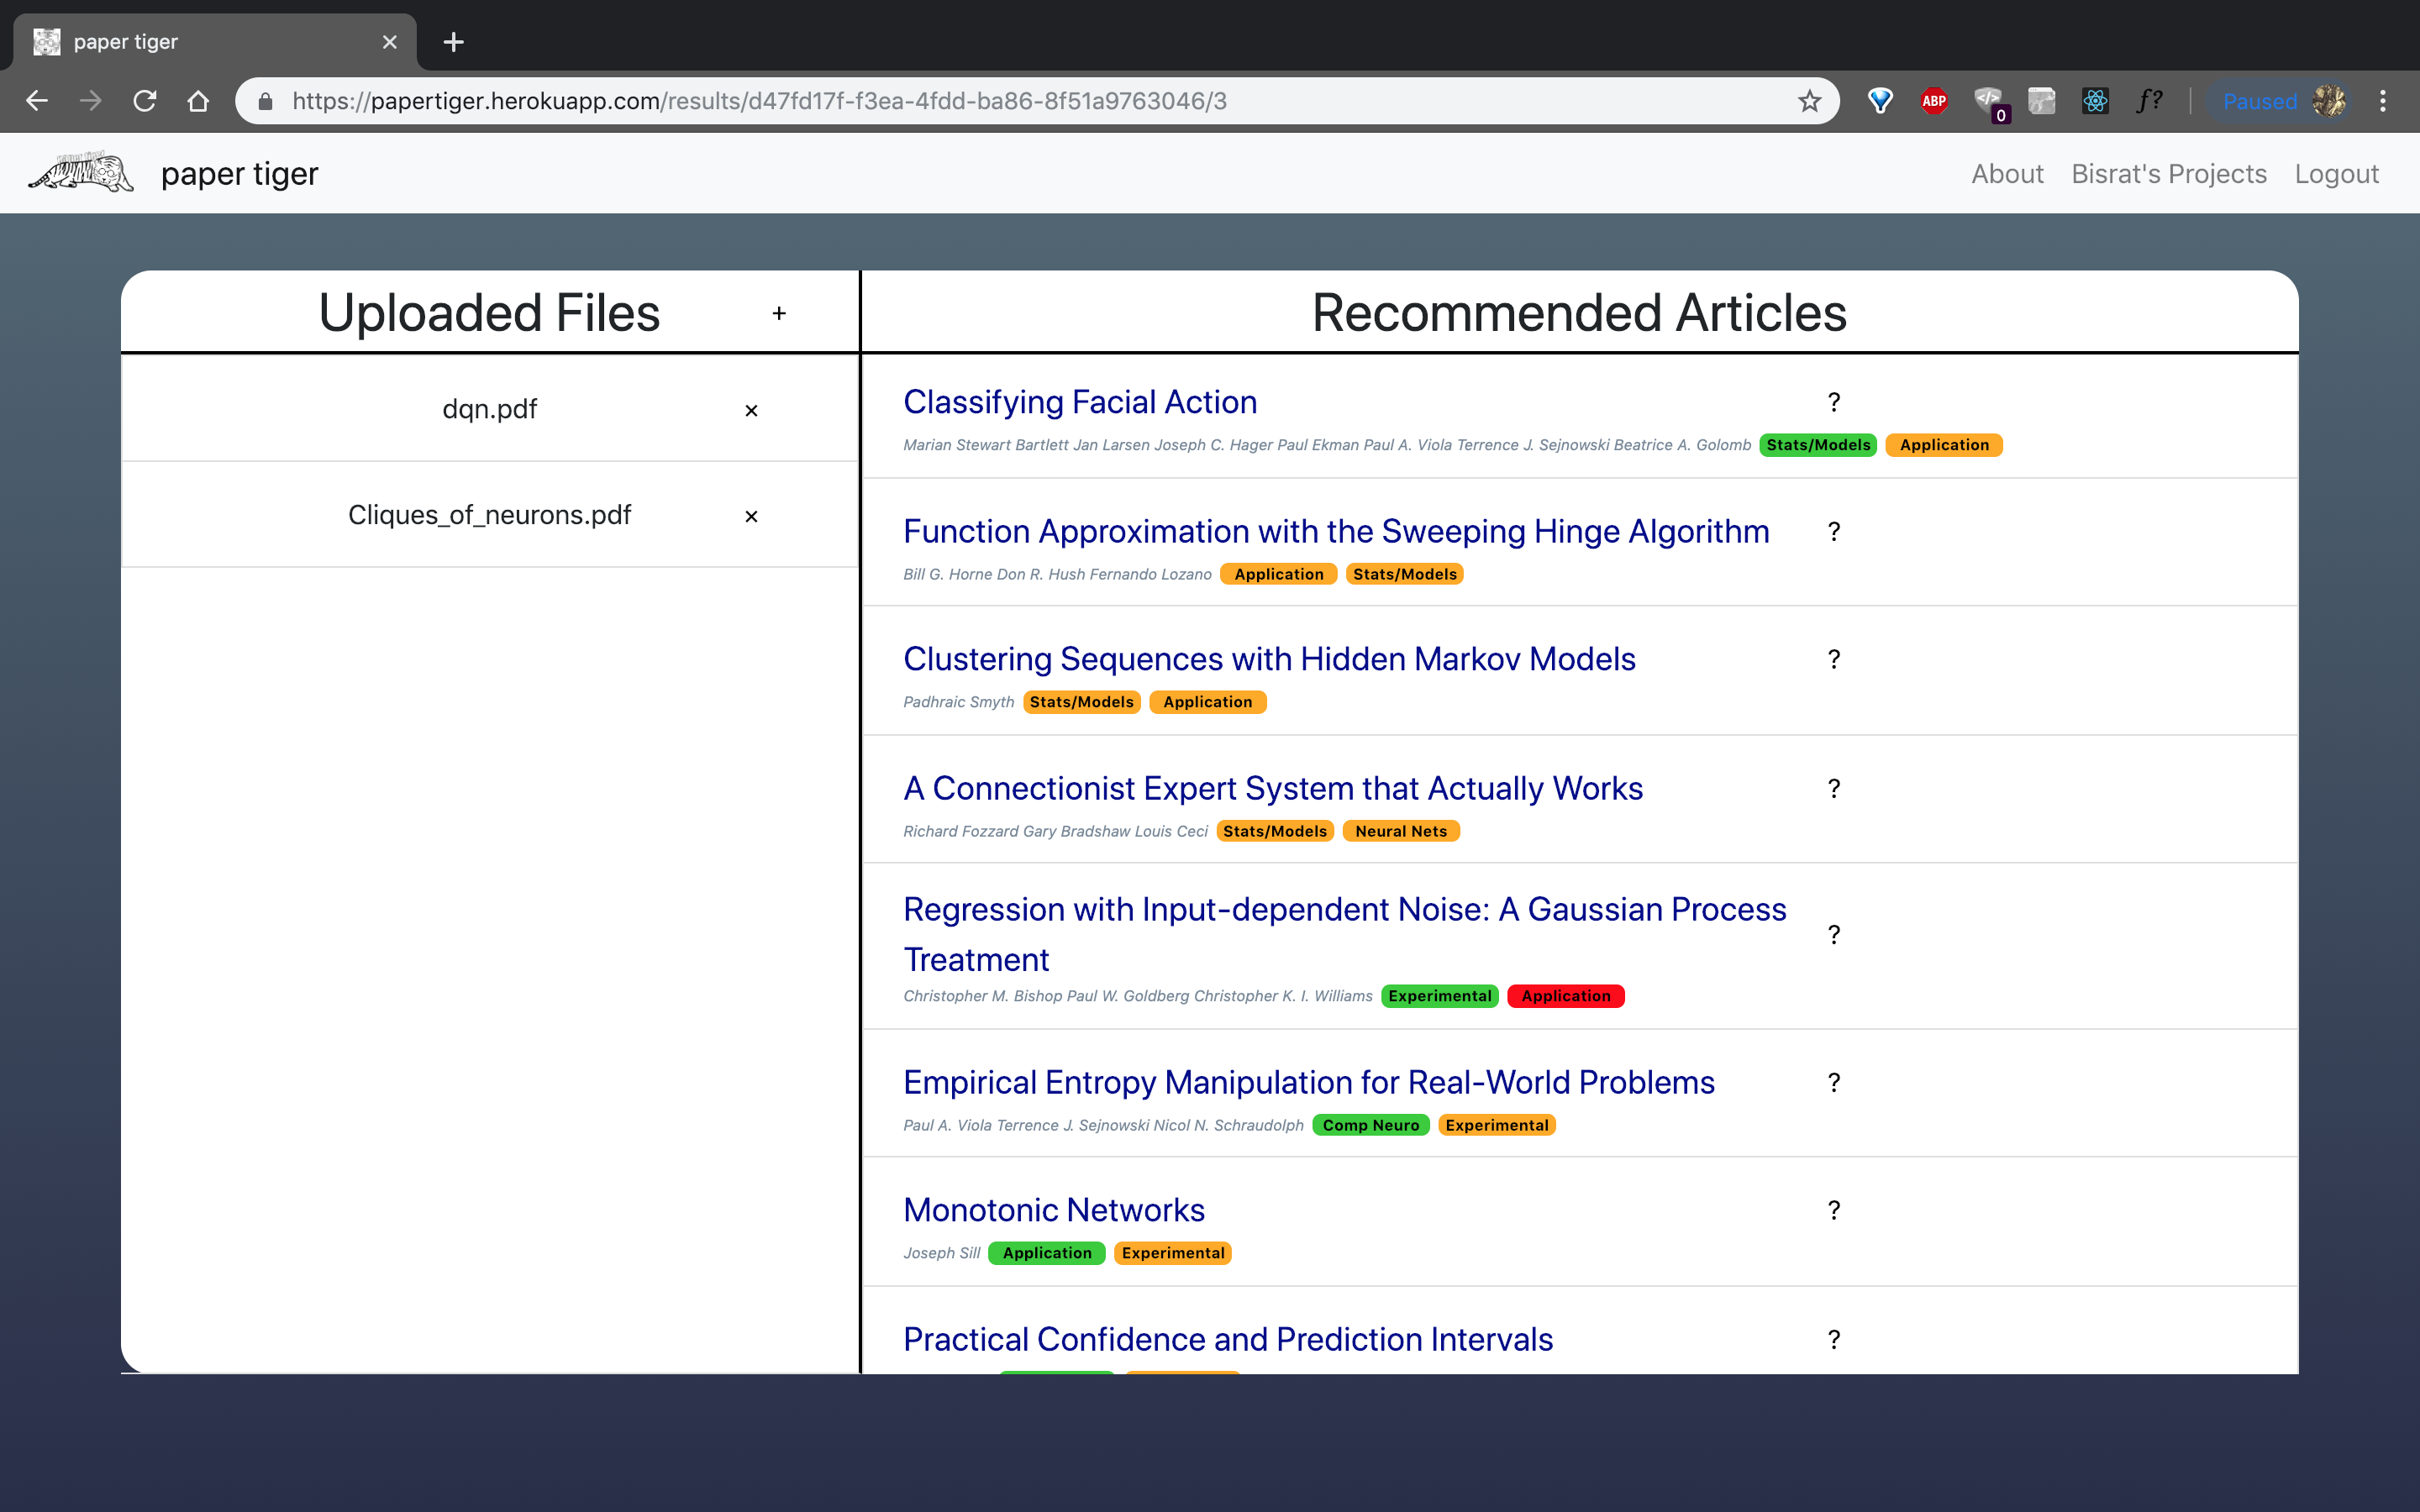 paper tiger
https://papertiger.herokuapp.com/results/d47fd17f-f3ea-4fdd-ba86-8f51a9763046/3
ABP
0
f?
Paused
paper tiger
About Bisrat's Projects Logout
Uploaded Files +
Recommended Articles
dqn.pdf ×
Cliques_of_neurons.pdf ×
Classifying Facial Action ?
Marian Stewart Bartlett Jan Larsen Joseph C. Hager Paul Ekman Paul A. Viola Terrence J. Sejnowski Beatrice A. Golomb Stats/Models Application
Function Approximation with the Sweeping Hinge Algorithm ?
Bill G. Horne Don R. Hush Fernando Lozano Application Stats/Models
Clustering Sequences with Hidden Markov Models ?
Padhraic Smyth Stats/Models Application
A Connectionist Expert System that Actually Works ?
Richard Fozzard Gary Bradshaw Louis Ceci Stats/Models Neural Nets
Regression with Input-dependent Noise: A Gaussian Process
Treatment ?
Christopher M. Bishop Paul W. Goldberg Christopher K. I. Williams Experimental Application
Empirical Entropy Manipulation for Real-World Problems ?
Paul A. Viola Terrence J. Sejnowski Nicol N. Schraudolph Comp Neuro Experimental
Monotonic Networks ?
Joseph Sill Application Experimental
Practical Confidence and Prediction Intervals ?